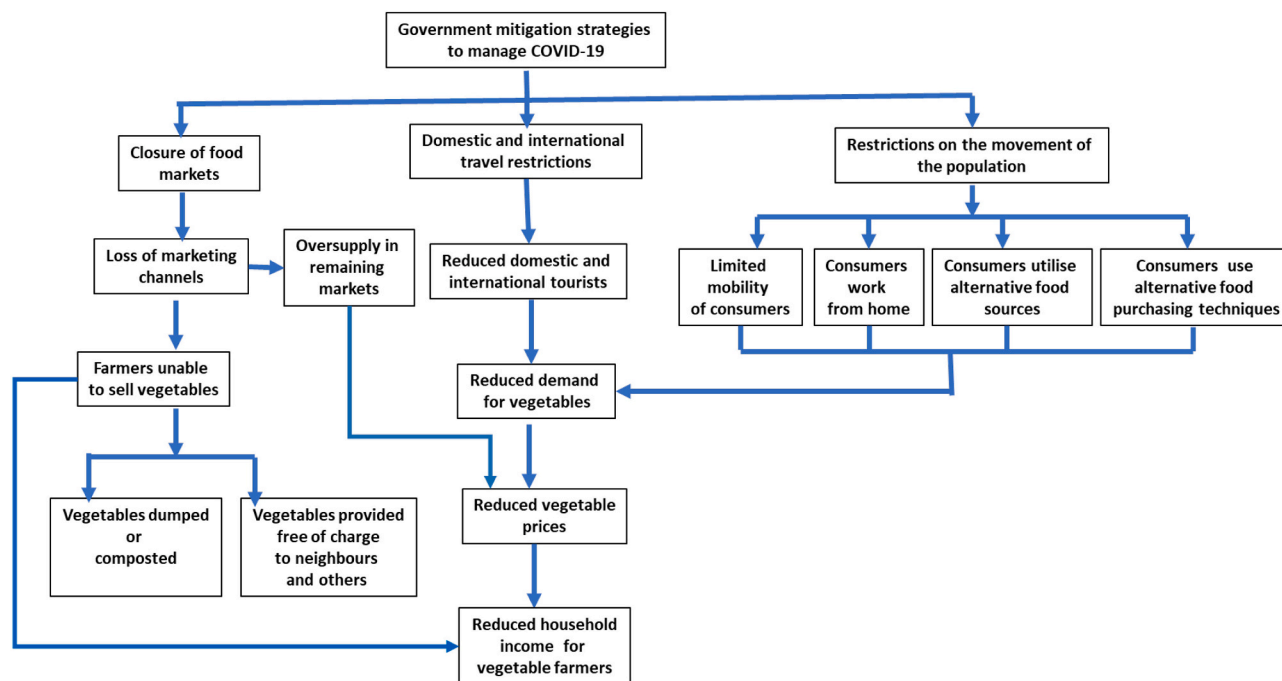 Government mitigation strategies
to manage COVID-19
Closure of food
markets
Domestic and international
travel restrictions
Restrictions on the movement of
the population
Loss of marketing
channels
Oversupply in
remaining
markets
Reduced domestic and
international tourists
Limited
mobility
of consumers
Consumers
work
from home
Consumers utilise
alternative food
sources
Consumers use
alternative food
purchasing techniques
Farmers unable
to sell vegetables
Reduced demand
for vegetables
Vegetables dumped
or
composted
Vegetables provided
free of charge
to neighbours
and others
Reduced vegetable
prices
Reduced household
income for
vegetable farmers